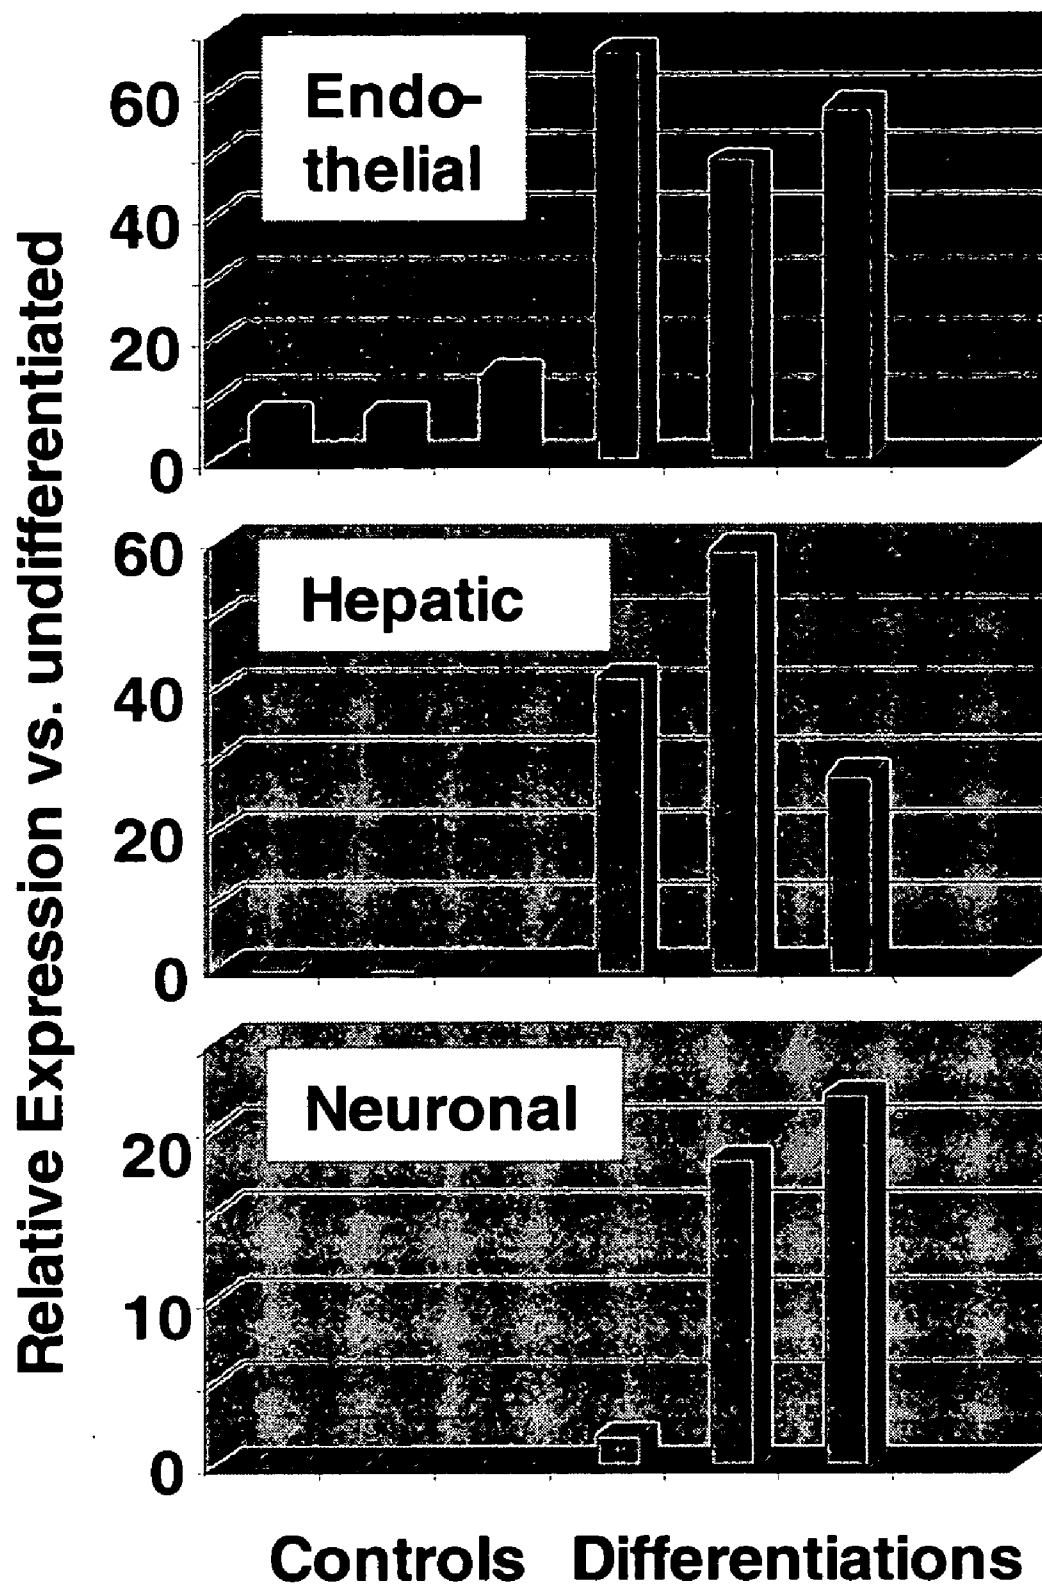 Relative Expression vs. undifferentiated
Endo-
thelial
60
40
20
0
Hepatic
60
40
20
0
Neuronal
20
10
0
Controls Differentiations